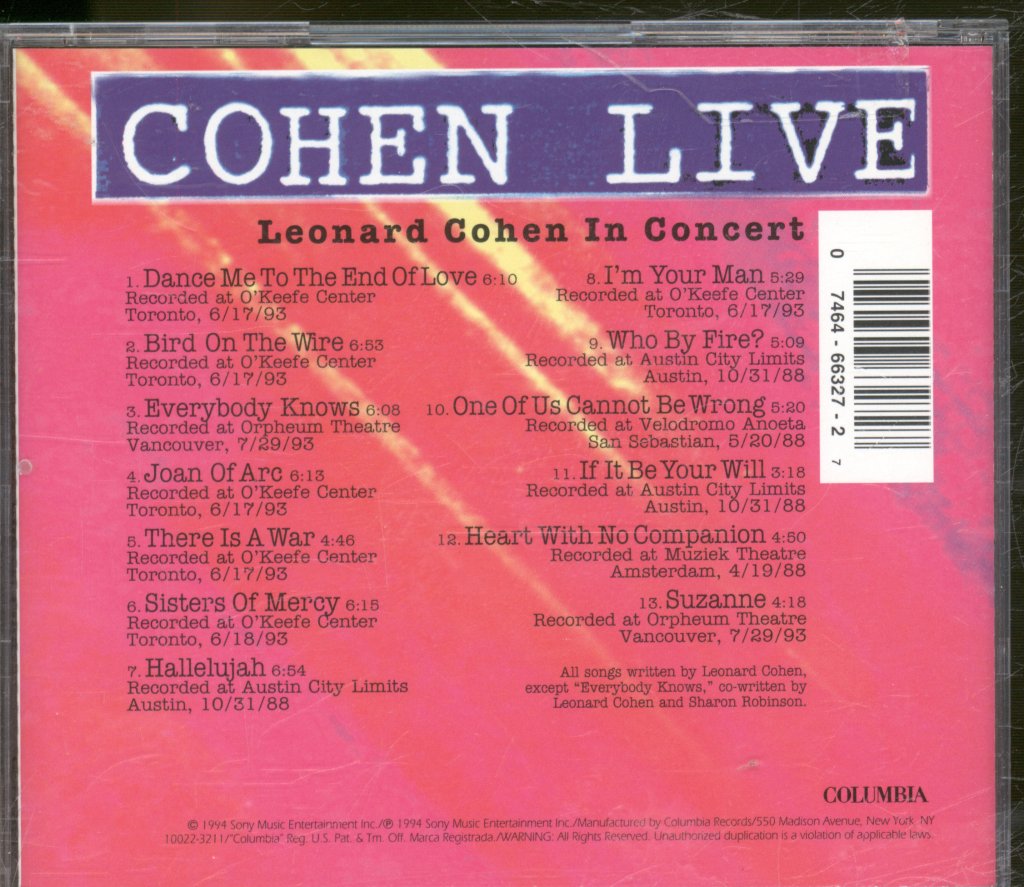 COHEN LIVE
Leonard Cohen In Concert
1. Dance Me To The End Of Love 6:10
Recorded at O'Keefe Center
Toronto, 6/17/93
2. Bird On The Wire 6:53
Recorded at O'Keefe Center
Toronto, 6/17/93
3. Everybody Knows 6:08
Recorded at Orpheum Theatre
Vancouver, 7/29/93
4. Joan Of Arc 6:13
Recorded at O'Keefe Center
Toronto, 6/17/93
5. There Is A War 4:46
Recorded at O'Keefe Center
Toronto, 6/17/93
6. Sisters Of Mercy 6:15
Recorded at O'Keefe Center
Toronto, 6/18/93
7. Hallelujah 6:54
Recorded at Austin City Limits
Austin, 10/31/88
8. I'm Your Man 5:29
Recorded at O'Keefe Center
Toronto, 6/17/93
9. Who By Fire? 5:09
Recorded at Austin City Limits
Austin, 10/31/88
10. One Of Us Cannot Be Wrong 5:20
Recorded at Velodromo Anoeta
San Sebastian, 5/20/88
11. If It Be Your Will 3:18
Recorded at Austin City Limits
Austin, 10/31/88
12. Heart With No Companion 4:50
Recorded at Muziek Theatre
Amsterdam, 4/19/88
13. Suzanne 4:18
Recorded at Orpheum Theatre
Vancouver, 7/29/93
All songs written by Leonard Cohen,
except "Everybody Knows," co-written by
Leonard Cohen and Sharon Robinson.
0 7464-66327-2 7
COLUMBIA
© 1994 Sony Music Entertainment Inc./℗ 1994 Sony Music Entertainment Inc./Manufactured by Columbia Records/550 Madison Avenue, New York, NY
10022-3211/"Columbia" Reg. U.S. Pat. & Tm. Off. Marca Registrada./WARNING: All Rights Reserved. Unauthorized duplication is a violation of applicable laws.